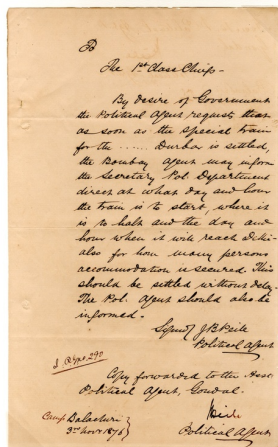 To
The 1st Class Chiefs-
By desire of Government
the Political Agent requests that
as soon as the special train
for the ...... Durbar is settled,
the Bombay Agent may inform
the Secretary Pol. Department
direct at what day and hour
the train is to start, where it
is to halt and the day and
hour when it will reach Delhi-
also for how many persons
accommodation is secured. This
should be settled without delay.
The Pol. Agent should also be
informed.-
Signed J B Peile
Political Agent
Copy forwarded to the Asst.
Political Agent, Gondal.
Camp Balachuri
3rd Novr 1876
Political Agent